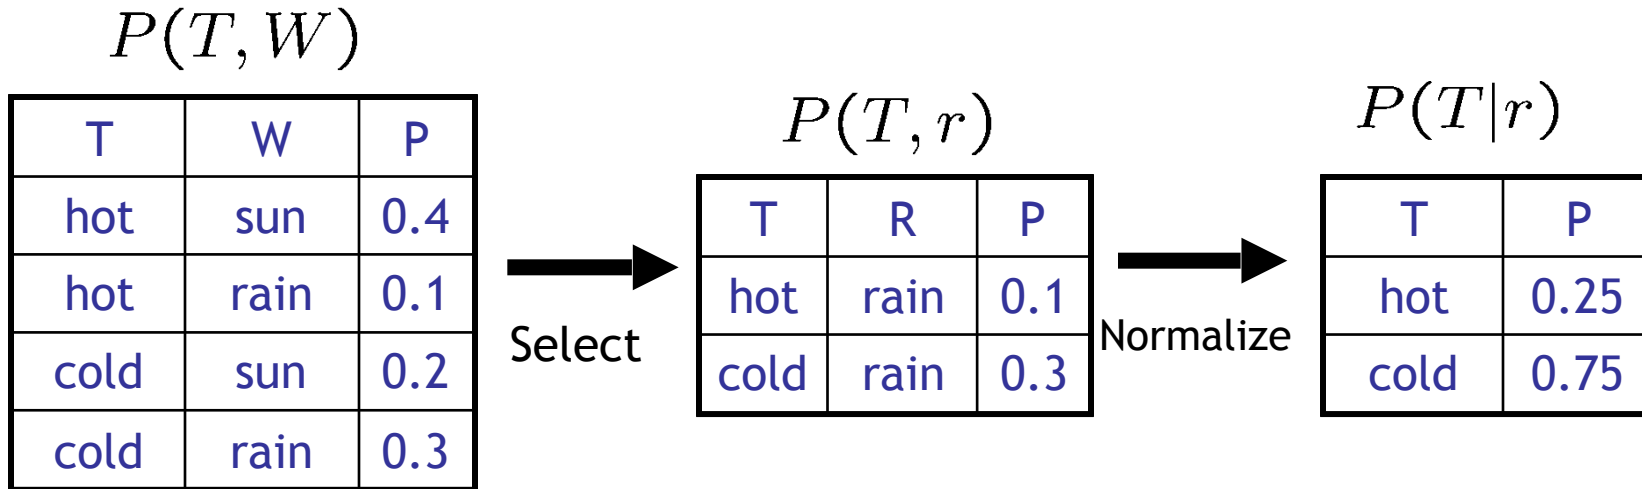 P(T, W)
T W P
hot sun 0.4
hot rain 0.1
cold sun 0.2
cold rain 0.3
Select
P(T, r)
T R P
hot rain 0.1
cold rain 0.3
Normalize
P(T|r)
T P
hot 0.25
cold 0.75